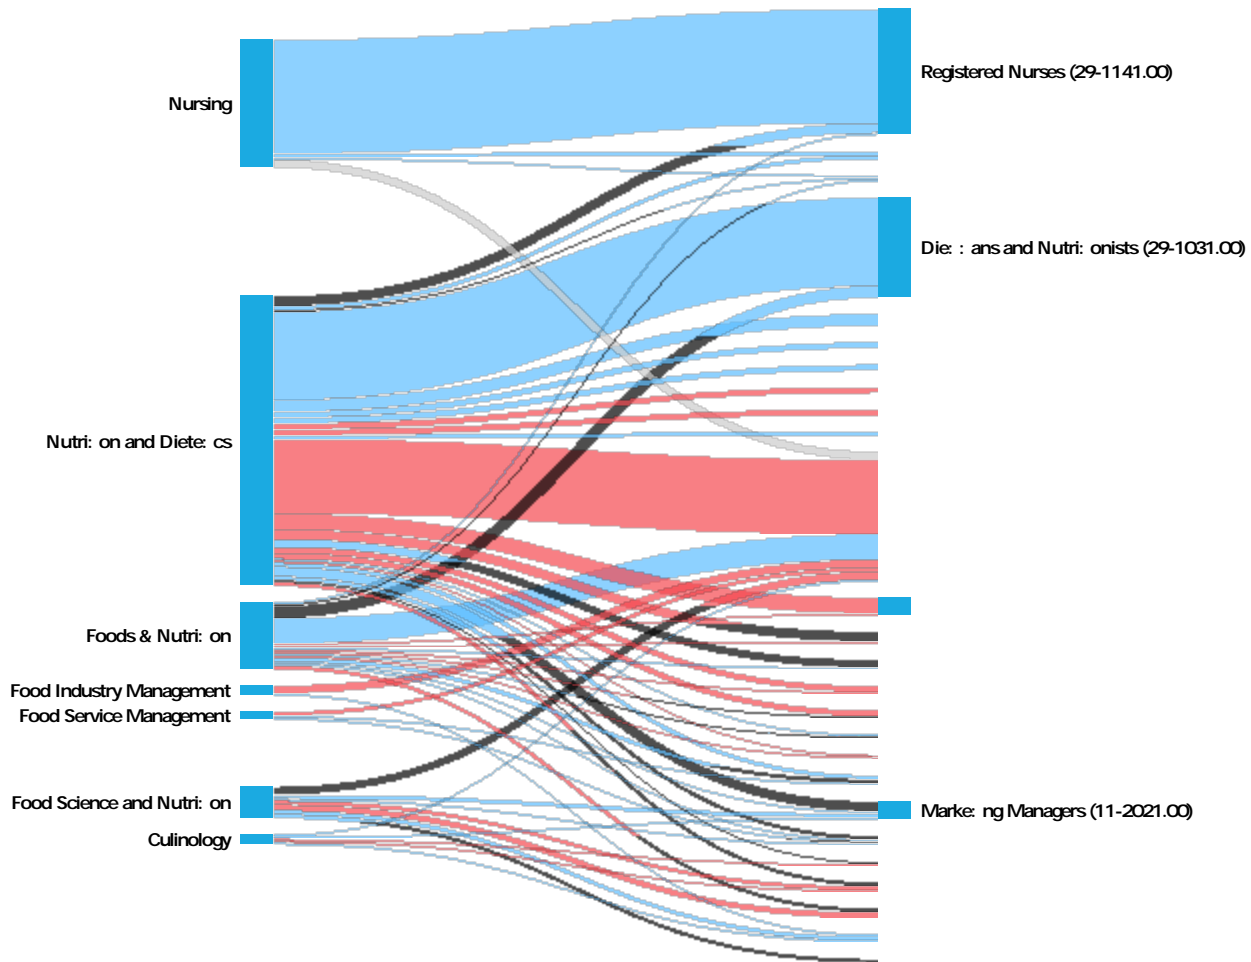 Registered Nurses (29-1141.00)
Nursing
Die: : ans and Nutri: onists (29-1031.00)
Nutri: on and Diete: cs
Foods & Nutri: on
Food Industry Management
Food Service Management
Food Science and Nutri: on
Marke: ng Managers (11-2021.00)
Culinology